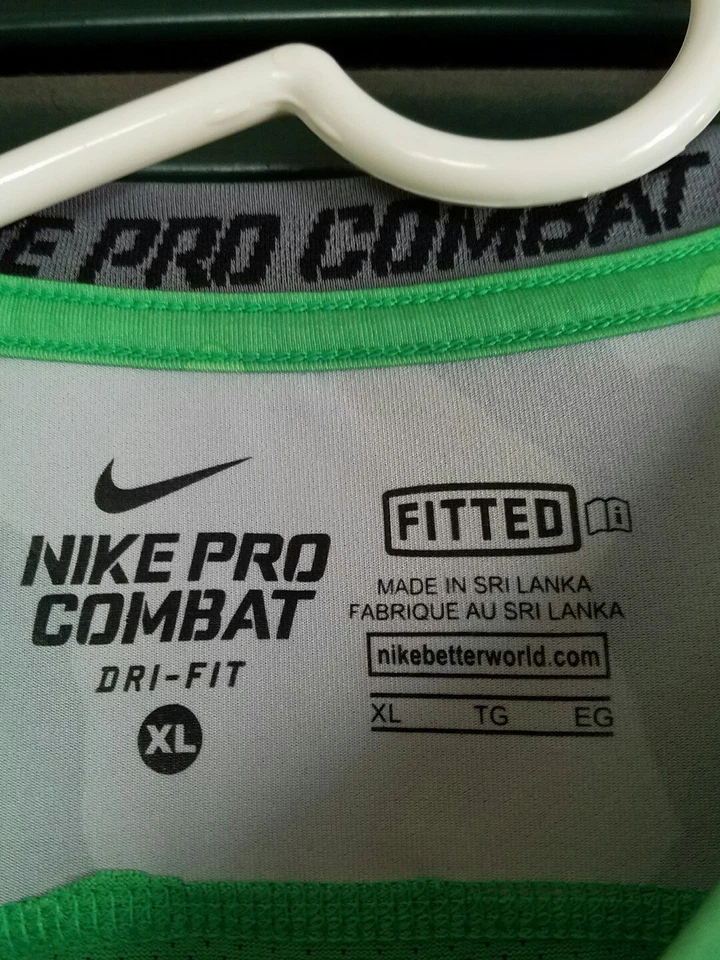 E PRO COMBAT
NIKE PRO
COMBAT
DRI-FIT
XL
FITTED
i
MADE IN SRI LANKA
FABRIQUE AU SRI LANKA
nikebetterworld.com
XL TG EG